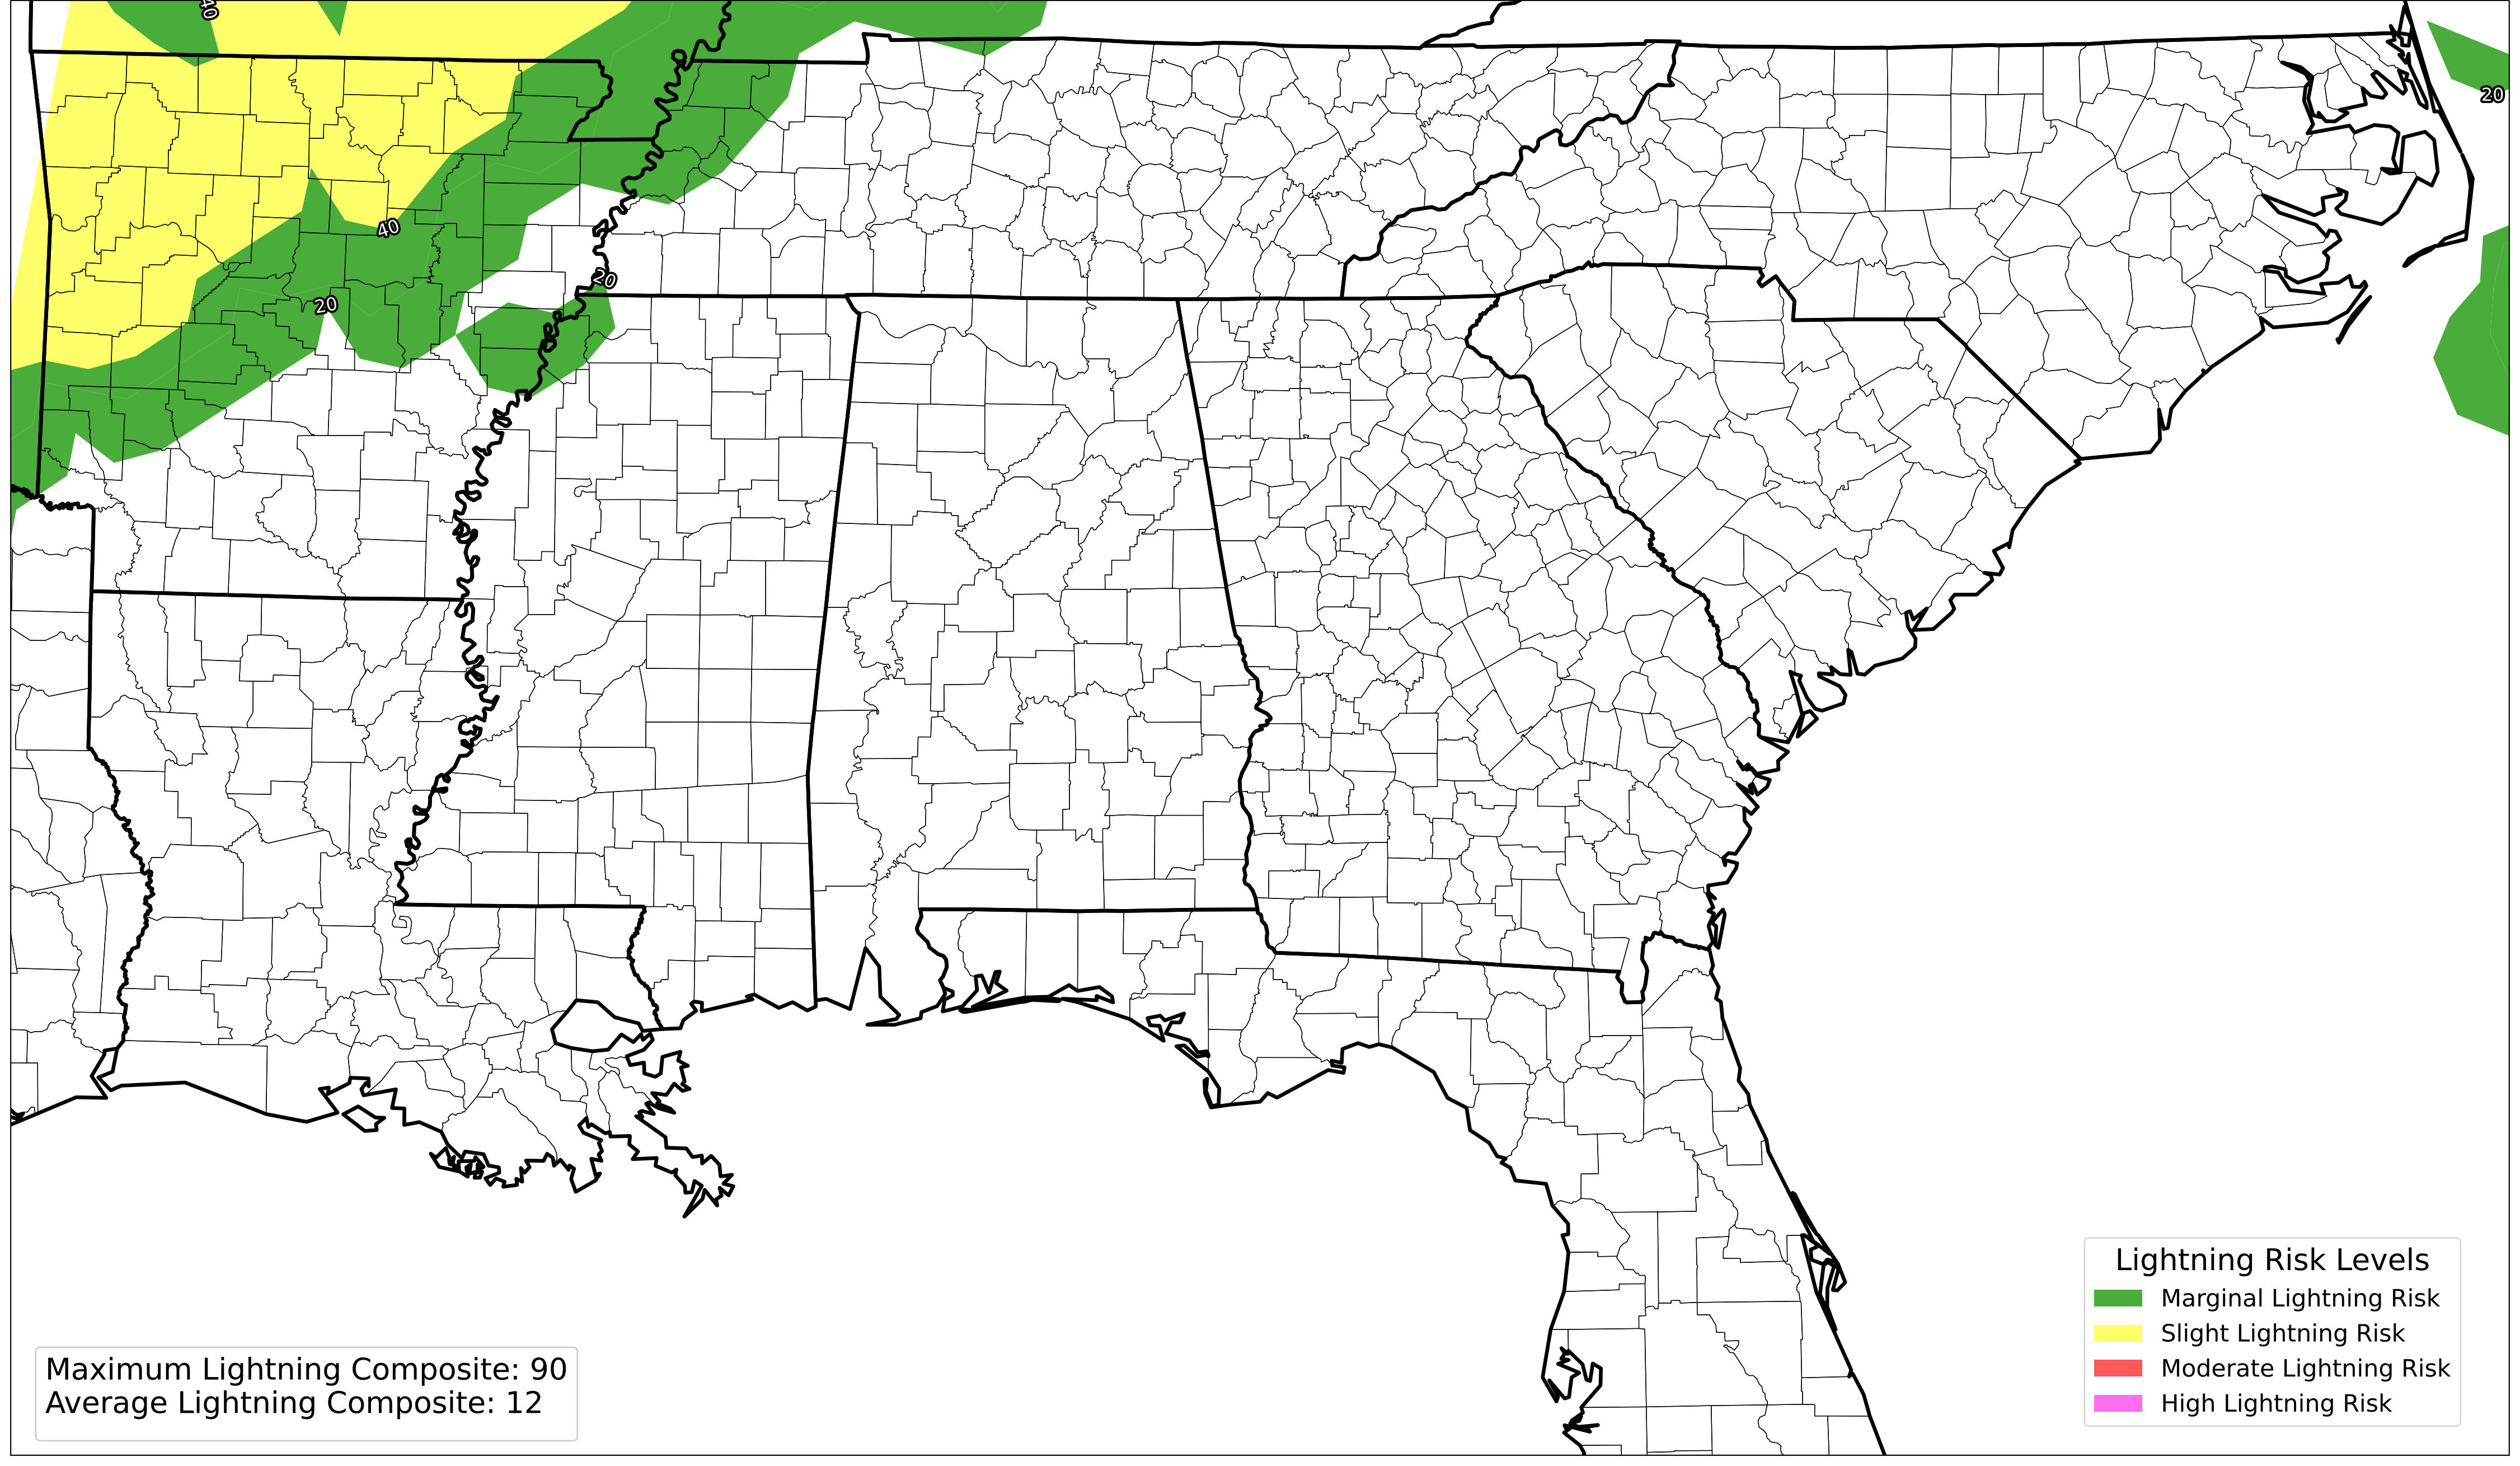 40
20
40
20
20
Lightning Risk Levels
Marginal Lightning Risk
Slight Lightning Risk
Moderate Lightning Risk
High Lightning Risk
Maximum Lightning Composite: 90
Average Lightning Composite: 12